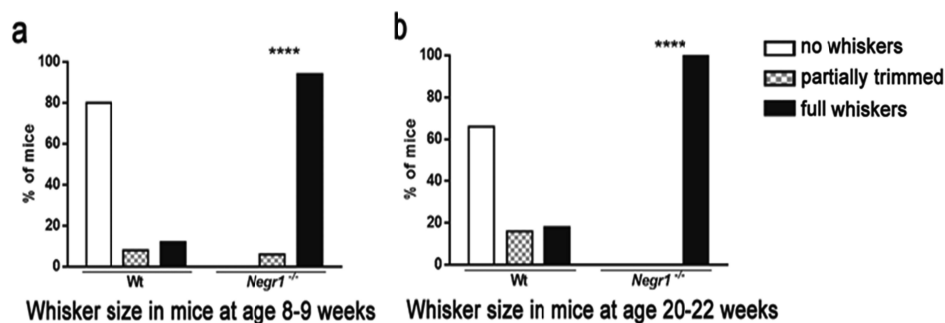 a
% of mice
100
80
60
40
20
0
****
Wt
Negr1 -/-
Whisker size in mice at age 8-9 weeks
b
% of mice
100
80
60
40
20
0
****
Wt
Negr1 -/-
Whisker size in mice at age 20-22 weeks
no whiskers
partially trimmed
full whiskers